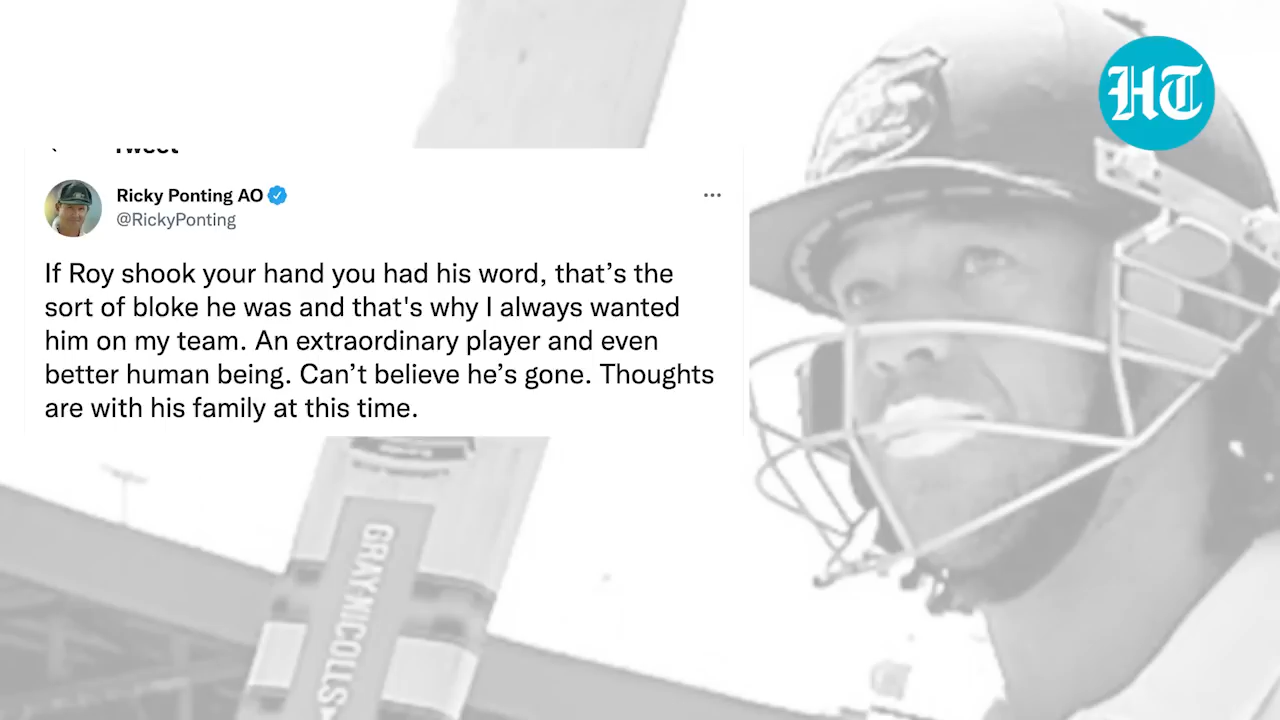 HT
Tweet
Ricky Ponting AO
@RickyPonting
If Roy shook your hand you had his word, that’s the
sort of bloke he was and that's why I always wanted
him on my team. An extraordinary player and even
better human being. Can’t believe he’s gone. Thoughts
are with his family at this time.
GRAY-NICOLLS